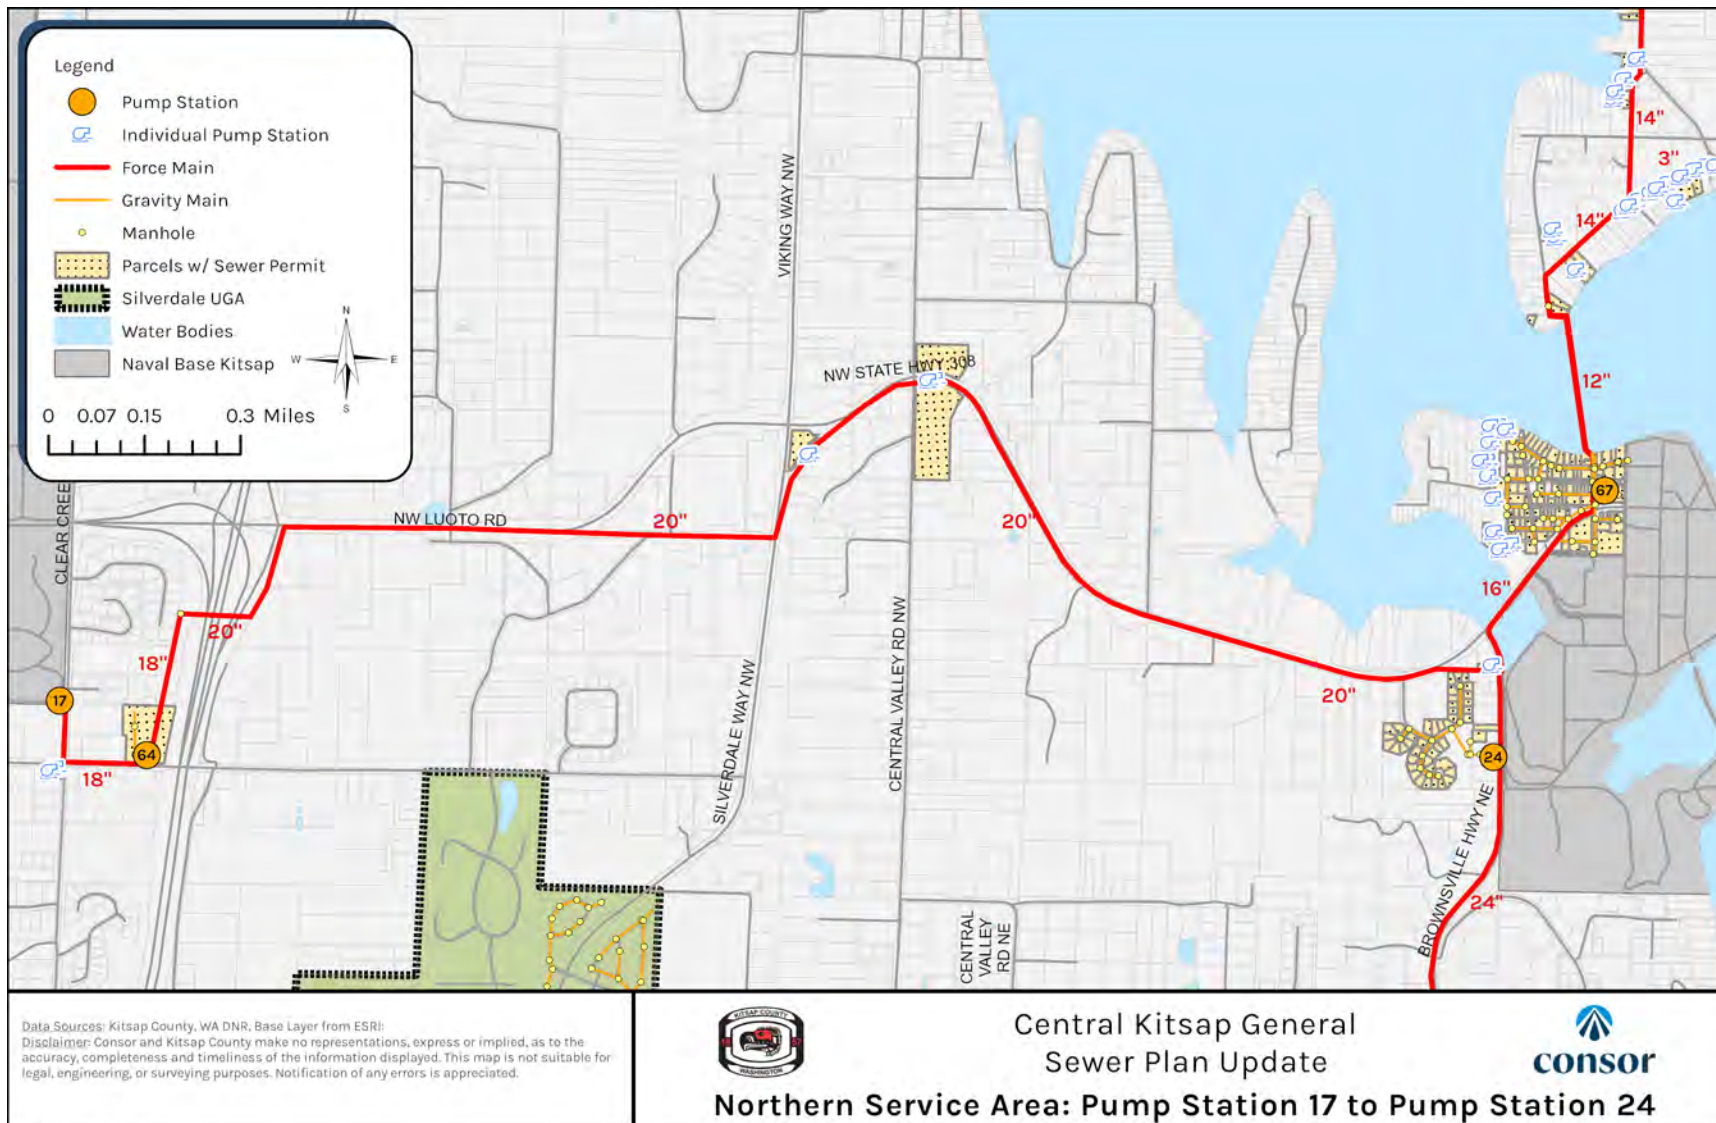 Legend
Pump Station
Individual Pump Station
Force Main
Gravity Main
Manhole
Parcels w/ Sewer Permit
Silverdale UGA
Water Bodies
Naval Base Kitsap
N
W E
S
0 0.07 0.15 0.3 Miles
VIKING WAY NW
NW STATE HWY 308
14"
3"
14"
12"
67
CLEAR CREE
NW LUOTO RD
20"
20"
16"
20"
18"
17
64
18"
SILVERDALE WAY NW
CENTRAL VALLEY RD NW
20"
24
BROWNSVILLE HWY NE
24"
CENTRAL
VALLEY
RD NE
Data Sources: Kitsap County, WA DNR, Base Layer from ESRI:
Disclaimer: Consor and Kitsap County make no representations, express or implied, as to the
accuracy, completeness and timeliness of the information displayed. This map is not suitable for
legal, engineering, or surveying purposes. Notification of any errors is appreciated.
KITSAP COUNTY
18 57
WASHINGTON
Central Kitsap General
Sewer Plan Update
consor
Northern Service Area: Pump Station 17 to Pump Station 24